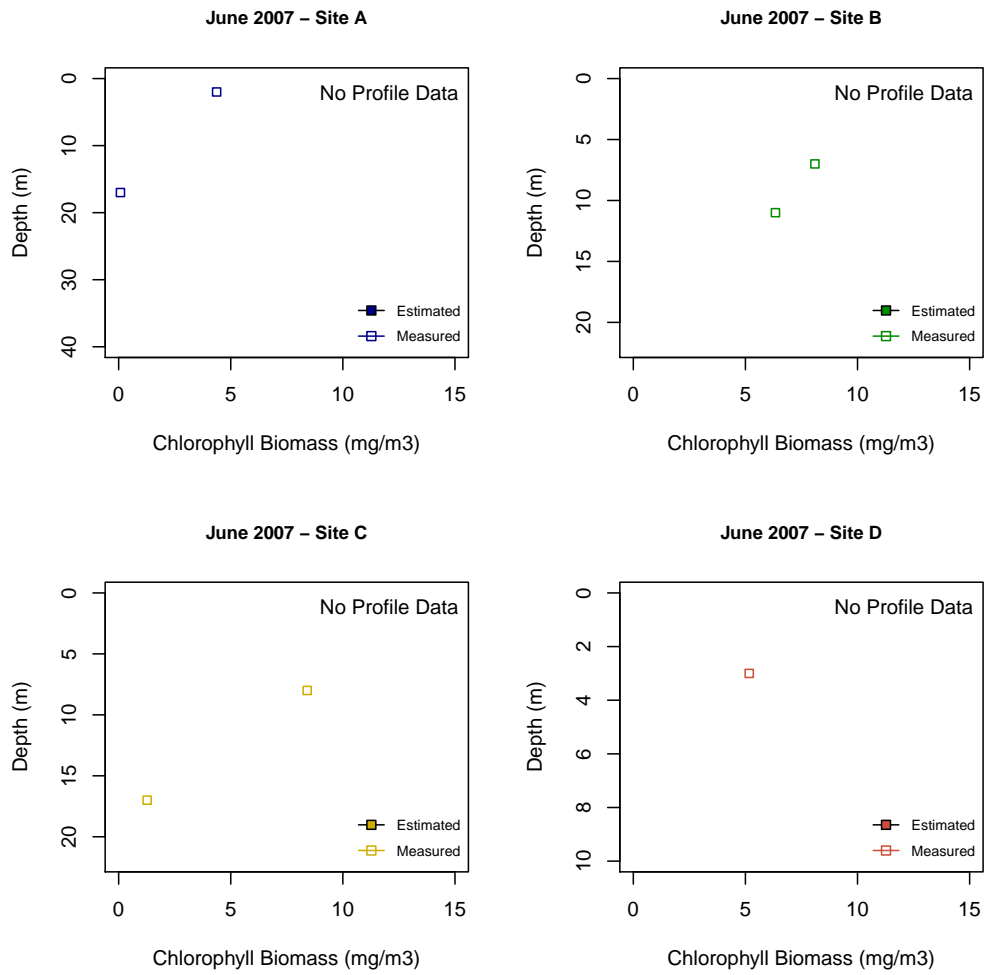 June 2007 – Site A
No Profile Data
0
10
20
30
40
Depth (m)
Estimated
Measured
0 5 10 15
Chlorophyll Biomass (mg/m3)
June 2007 – Site B
No Profile Data
0
5
10
15
20
Depth (m)
Estimated
Measured
0 5 10 15
Chlorophyll Biomass (mg/m3)
June 2007 – Site C
No Profile Data
0
5
10
15
20
Depth (m)
Estimated
Measured
0 5 10 15
Chlorophyll Biomass (mg/m3)
June 2007 – Site D
No Profile Data
0
2
4
6
8
10
Depth (m)
Estimated
Measured
0 5 10 15
Chlorophyll Biomass (mg/m3)